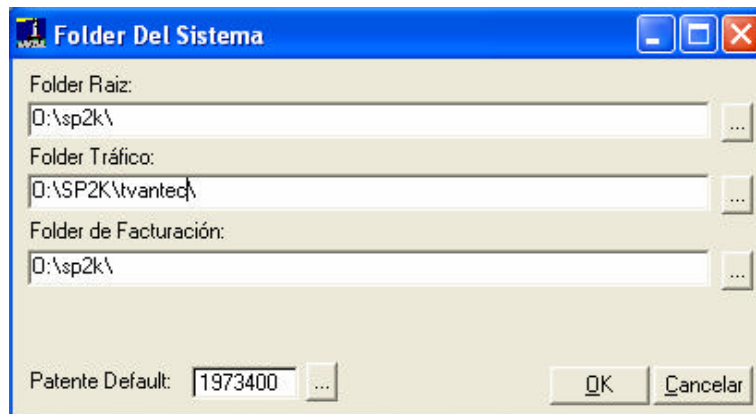 Folder Del Sistema
Folder Raiz:
O:\sp2k\
...
Folder Tráfico:
O:\SP2K\tvantec\
...
Folder de Facturación:
O:\sp2k\
...
Patente Default: 1973400 ... OK Cancelar